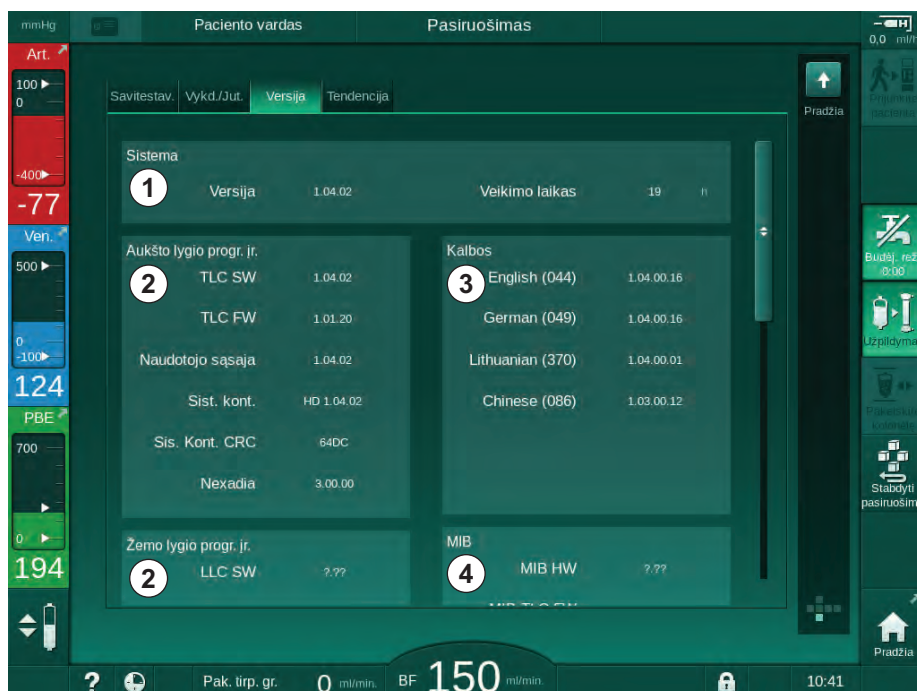 mmHg Paciento vardas Pasiruošimas
0,0 ml/h
Art.
100
0
-400
-77
Ven.
500
0
-100
124
PBE
700
0
194
Savitestav. Vykd./Jut. Versija Tendencija
Sistema
1 Versija 1.04.02 Veikimo laikas 19
Aukšto lygio progr. įr.
2 TLC SW 1.04.02
TLC FW 1.01.20
Naudotojo sąsaja 1.04.02
Sist. kont. HD 1.04.02
Sis. Kont. CRC 64DC
Nexadia 3.00.00
Kalbos
3 English (044) 1.04.00.16
German (049) 1.04.00.16
Lithuanian (370) 1.04.00.01
Chinese (086) 1.03.00.12
Žemo lygio progr. įr.
2 LLC SW ?.??
MIB
4 MIB HW ?.??
Pradžia
Budėj. rež
0:00
Užpildyma
Stabdyti
pasiruošim
Pradžia
? Pak. tirp. gr. 0 ml/min. BF 150 ml/min. 10:41